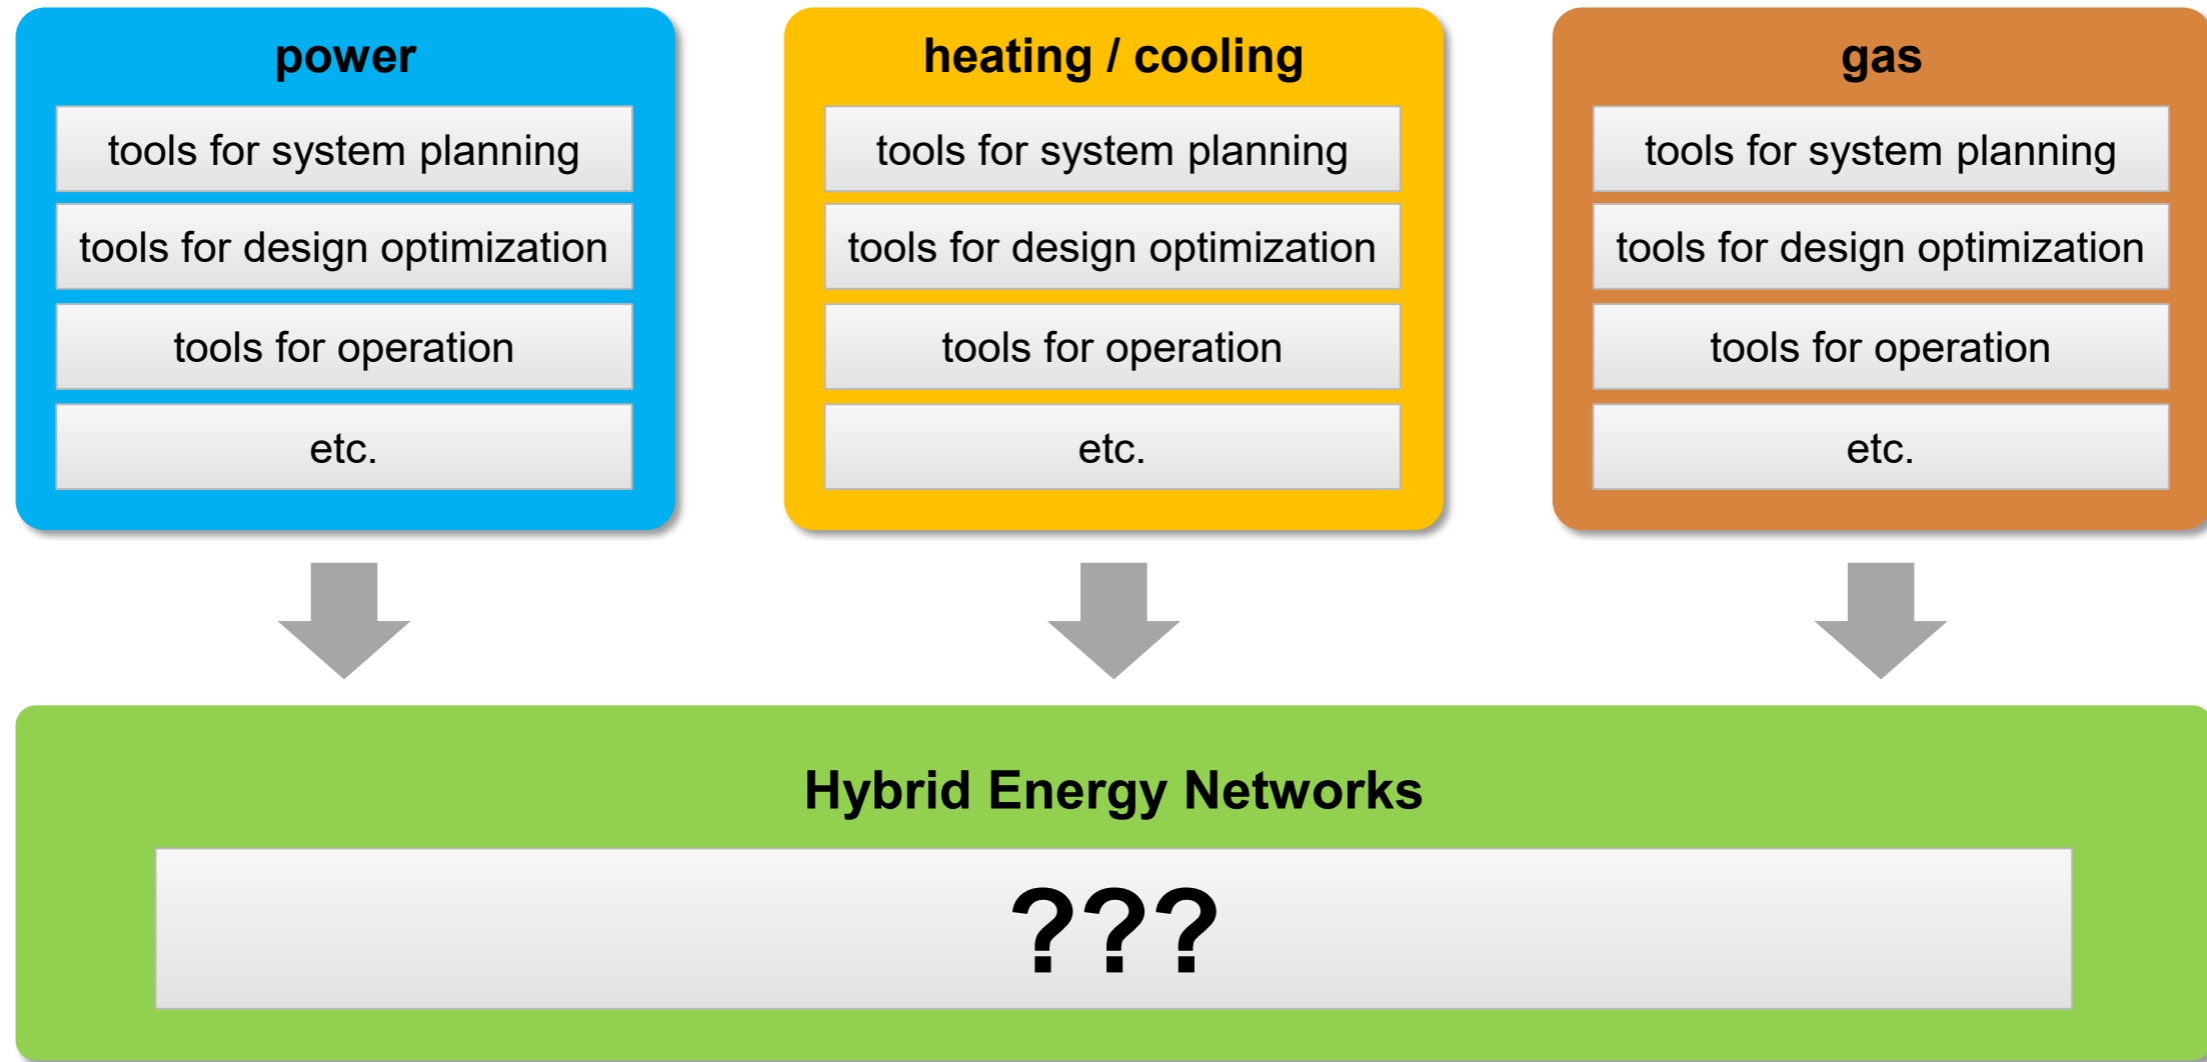 power
tools for system planning
tools for design optimization
tools for operation
etc.
heating / cooling
tools for system planning
tools for design optimization
tools for operation
etc.
gas
tools for system planning
tools for design optimization
tools for operation
etc.
Hybrid Energy Networks
???